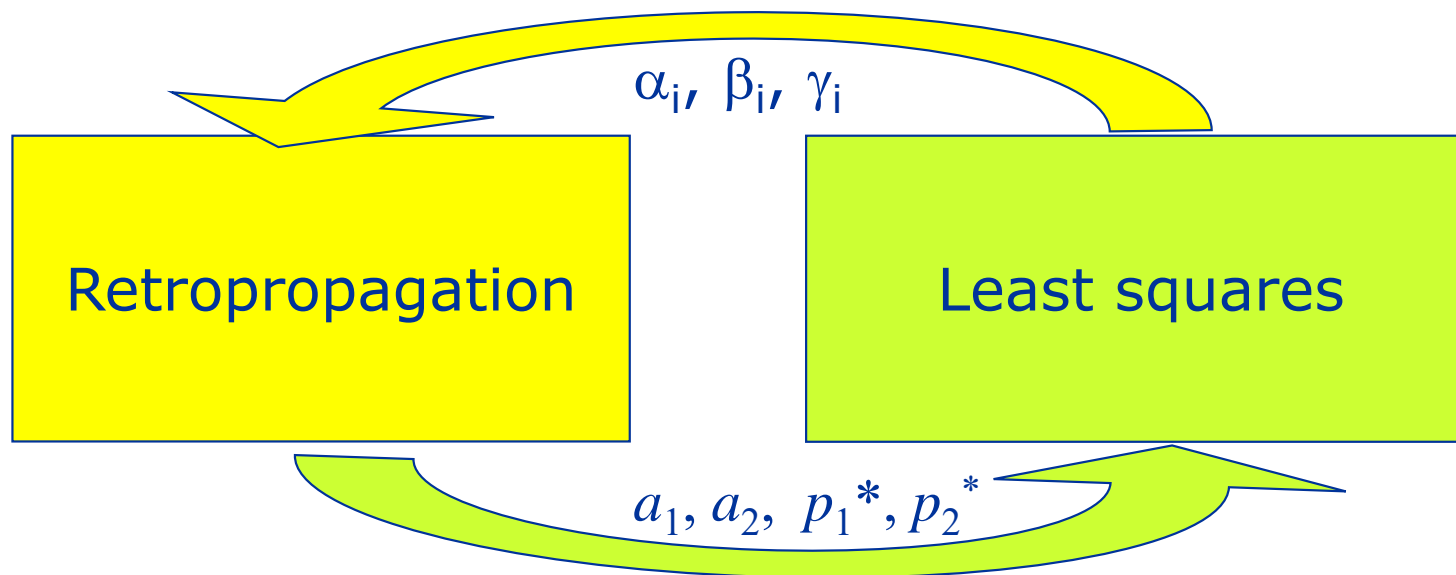 αᵢ, βᵢ, γᵢ
Retropropagation
Least squares
a₁, a₂, p₁*, p₂*